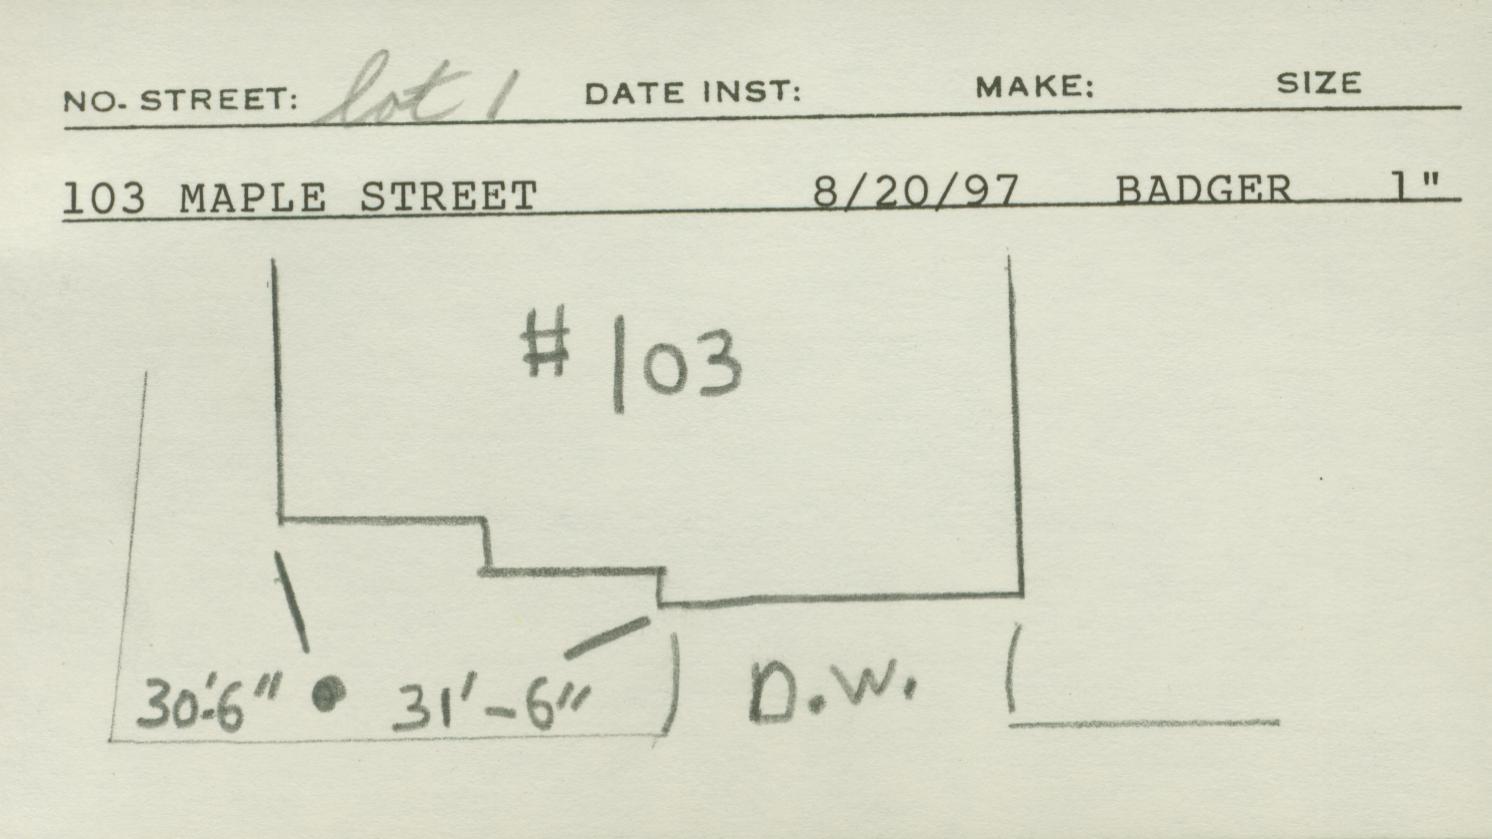 NO. STREET: lot 1 DATE INST: MAKE: SIZE
103 MAPLE STREET 8/20/97 BADGER 1"
# 103
30'-6" 31'-6" D.W.